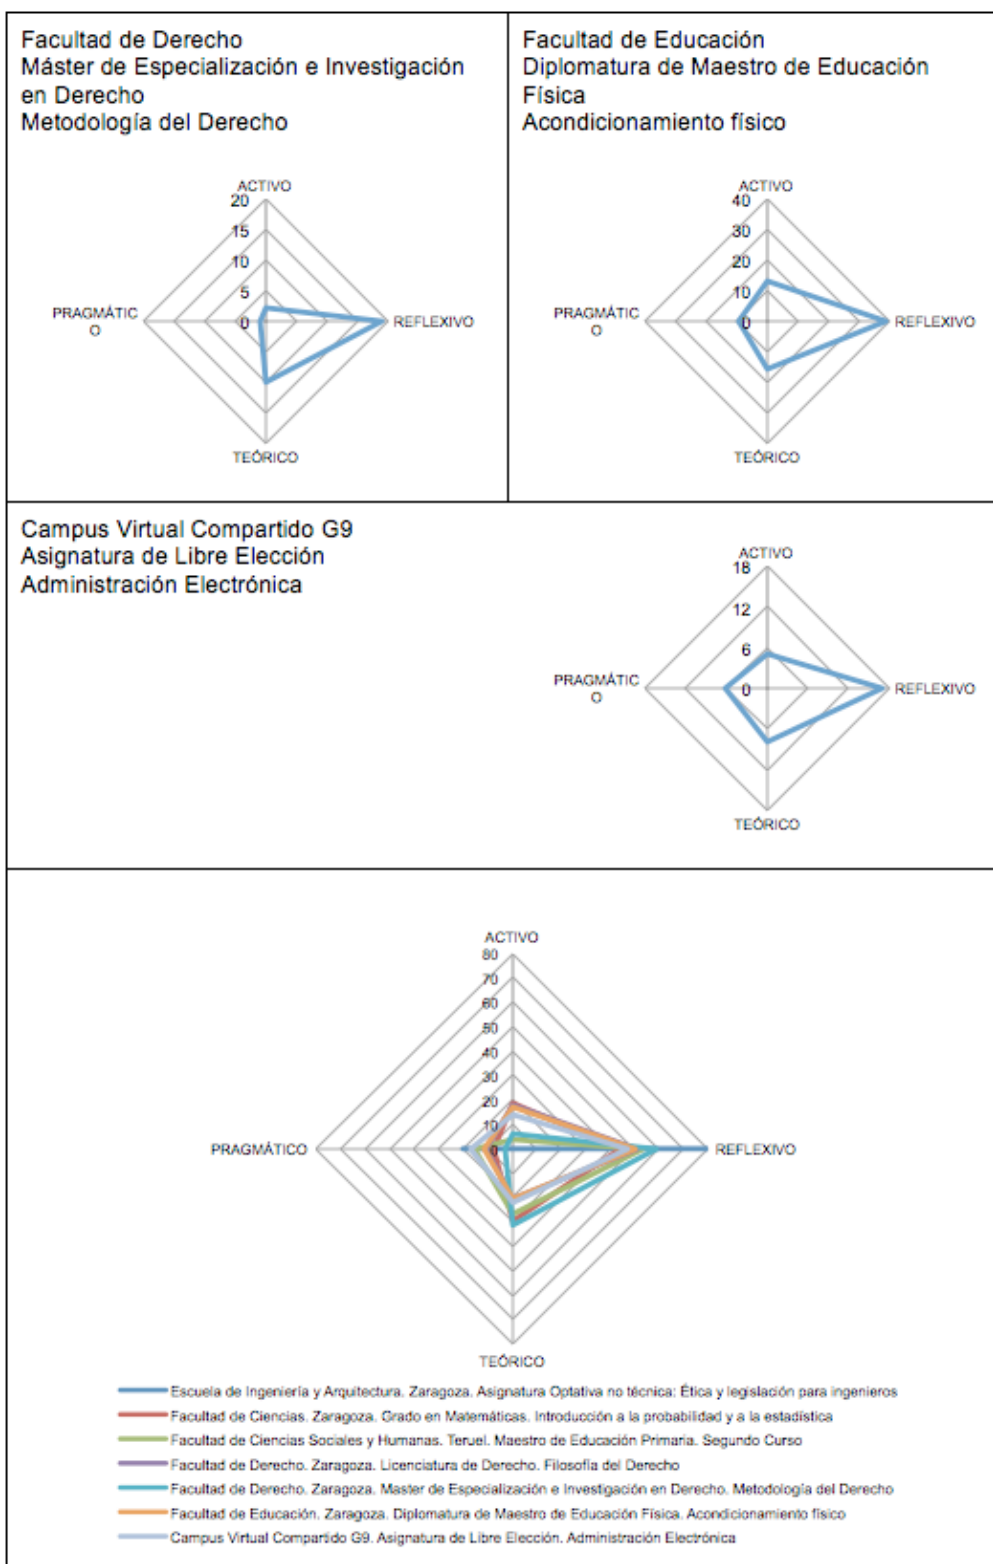 Facultad de Derecho
Máster de Especialización e Investigación
en Derecho
Metodología del Derecho
ACTIVO
20
15
10
5
0
PRAGMÁTIC
O
REFLEXIVO
TEÓRICO
Facultad de Educación
Diplomatura de Maestro de Educación
Física
Acondicionamiento físico
ACTIVO
40
30
20
10
0
PRAGMÁTIC
O
REFLEXIVO
TEÓRICO
Campus Virtual Compartido G9
Asignatura de Libre Elección
Administración Electrónica
ACTIVO
18
12
6
0
PRAGMÁTIC
O
REFLEXIVO
TEÓRICO
ACTIVO
80
70
60
50
40
30
20
10
0
PRAGMÁTICO
REFLEXIVO
TEÓRICO
Escuela de Ingeniería y Arquitectura. Zaragoza. Asignatura Optativa no técnica: Ética y legislación para ingenieros
Facultad de Ciencias. Zaragoza. Grado en Matemáticas. Introducción a la probabilidad y a la estadística
Facultad de Ciencias Sociales y Humanas. Teruel. Maestro de Educación Primaria. Segundo Curso
Facultad de Derecho. Zaragoza. Licenciatura de Derecho. Filosofía del Derecho
Facultad de Derecho. Zaragoza. Master de Especialización e Investigación en Derecho. Metodología del Derecho
Facultad de Educación. Zaragoza. Diplomatura de Maestro de Educación Física. Acondicionamiento físico
Campus Virtual Compartido G9. Asignatura de Libre Elección. Administración Electrónica